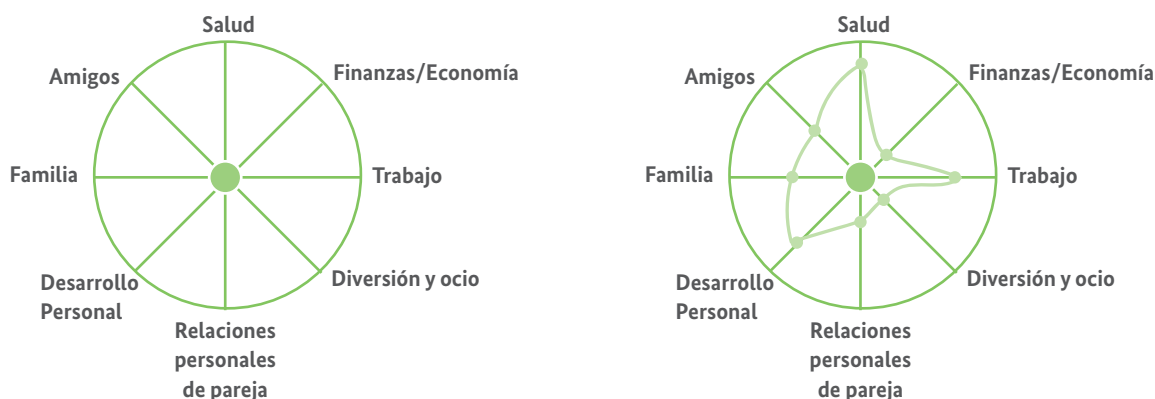 Salud
Amigos
Finanzas/Economía
Familia
Trabajo
Desarrollo
Personal
Diversión y ocio
Relaciones
personales
de pareja
Salud
Amigos
Finanzas/Economía
Familia
Trabajo
Desarrollo
Personal
Diversión y ocio
Relaciones
personales
de pareja